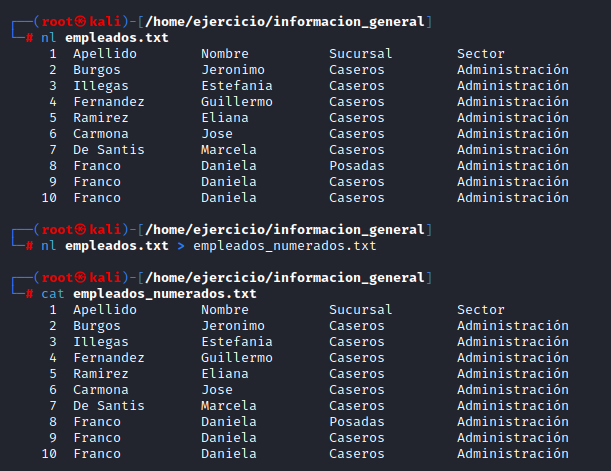 ┌──(root㉿kali)-[/home/ejercicio/informacion_general]
└─# nl empleados.txt
     1  Apellido        Nombre          Sucursal        Sector
     2  Burgos          Jeronimo        Caseros         Administración
     3  Illegas         Estefania       Caseros         Administración
     4  Fernandez       Guillermo       Caseros         Administración
     5  Ramirez         Eliana          Caseros         Administración
     6  Carmona         Jose            Caseros         Administración
     7  De Santis       Marcela         Caseros         Administración
     8  Franco          Daniela         Posadas         Administración
     9  Franco          Daniela         Caseros         Administración
    10  Franco          Daniela         Caseros         Administración
┌──(root㉿kali)-[/home/ejercicio/informacion_general]
└─# nl empleados.txt > empleados_numerados.txt
┌──(root㉿kali)-[/home/ejercicio/informacion_general]
└─# cat empleados_numerados.txt
     1  Apellido        Nombre          Sucursal        Sector
     2  Burgos          Jeronimo        Caseros         Administración
     3  Illegas         Estefania       Caseros         Administración
     4  Fernandez       Guillermo       Caseros         Administración
     5  Ramirez         Eliana          Caseros         Administración
     6  Carmona         Jose            Caseros         Administración
     7  De Santis       Marcela         Caseros         Administración
     8  Franco          Daniela         Posadas         Administración
     9  Franco          Daniela         Caseros         Administración
    10  Franco          Daniela         Caseros         Administración